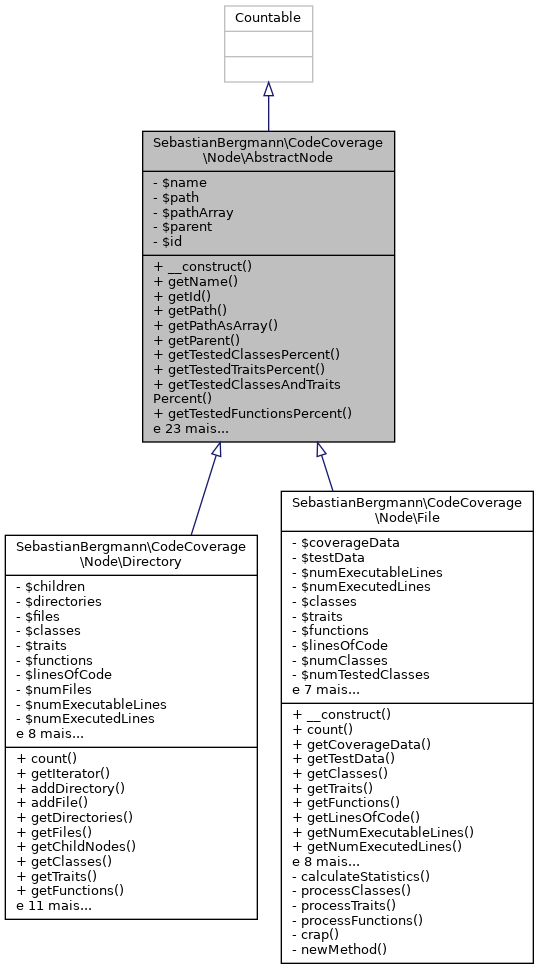 Countable
SebastianBergmann\CodeCoverage
\Node\AbstractNode
- $name
- $path
- $pathArray
- $parent
- $id
+ __construct()
+ getName()
+ getId()
+ getPath()
+ getPathAsArray()
+ getParent()
+ getTestedClassesPercent()
+ getTestedTraitsPercent()
+ getTestedClassesAndTraits
Percent()
+ getTestedFunctionsPercent()
e 23 mais...
SebastianBergmann\CodeCoverage
\Node\Directory
- $children
- $directories
- $files
- $classes
- $traits
- $functions
- $linesOfCode
- $numFiles
- $numExecutableLines
- $numExecutedLines
e 8 mais...
+ count()
+ getIterator()
+ addDirectory()
+ addFile()
+ getDirectories()
+ getFiles()
+ getChildNodes()
+ getClasses()
+ getTraits()
+ getFunctions()
e 11 mais...
SebastianBergmann\CodeCoverage
\Node\File
- $coverageData
- $testData
- $numExecutableLines
- $numExecutedLines
- $classes
- $traits
- $functions
- $linesOfCode
- $numClasses
- $numTestedClasses
e 7 mais...
+ __construct()
+ count()
+ getCoverageData()
+ getTestData()
+ getClasses()
+ getTraits()
+ getFunctions()
+ getLinesOfCode()
+ getNumExecutableLines()
+ getNumExecutedLines()
e 8 mais...
- calculateStatistics()
- processClasses()
- processTraits()
- processFunctions()
- crap()
- newMethod()